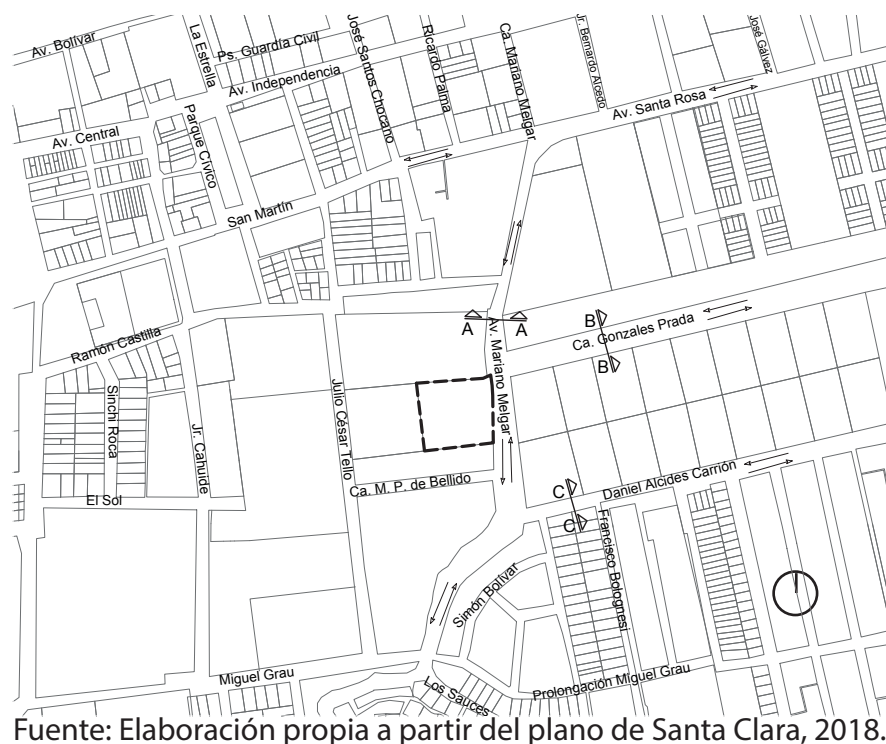 Av. Bolívar
La Estrella
Ps. Guardía Civil
Av. Independencia
José Santos Chocano
Ricardo Palma
Ca. Mariano Melgar
Jr. Bernardo Alcedo
José Gálvez
Av. Santa Rosa
Av. Central
Parque Cívico
San Martín
A
A
Av. Mariano Melgar
B
B
Ca. Gonzales Prada
Ramón Castilla
Sinchi Roca
Jr. Cahuide
Julio César Tello
El Sol
Ca. M. P. de Bellido
C
C
Daniel Alcides Carrión
Francisco Bolognesi
Simón Bolívar
Miguel Grau
Los Sauces
Prolongación Miguel Grau
Fuente: Elaboración propia a partir del plano de Santa Clara, 2018.